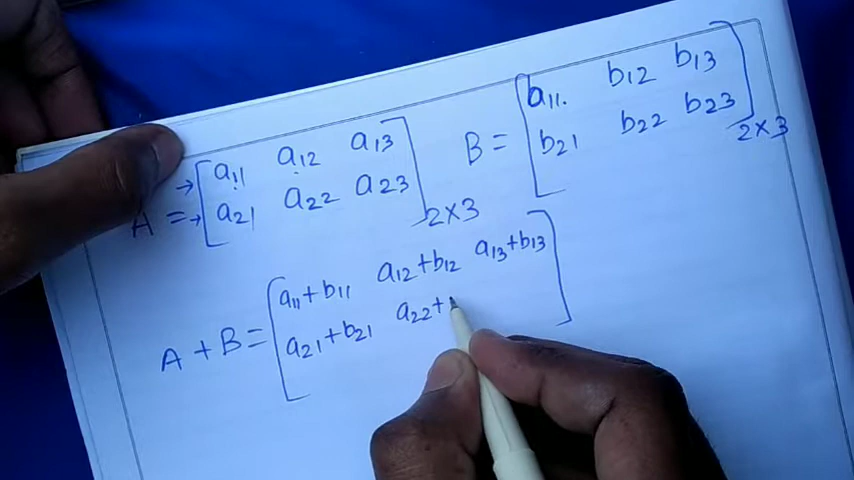 A = [a11 a12 a13
a21 a22 a23] 2×3
B = [a11. b12 b13
b21 b22 b23] 2×3
A + B = [a11+b11 a12+b12 a13+b13
a21+b21 a22+]